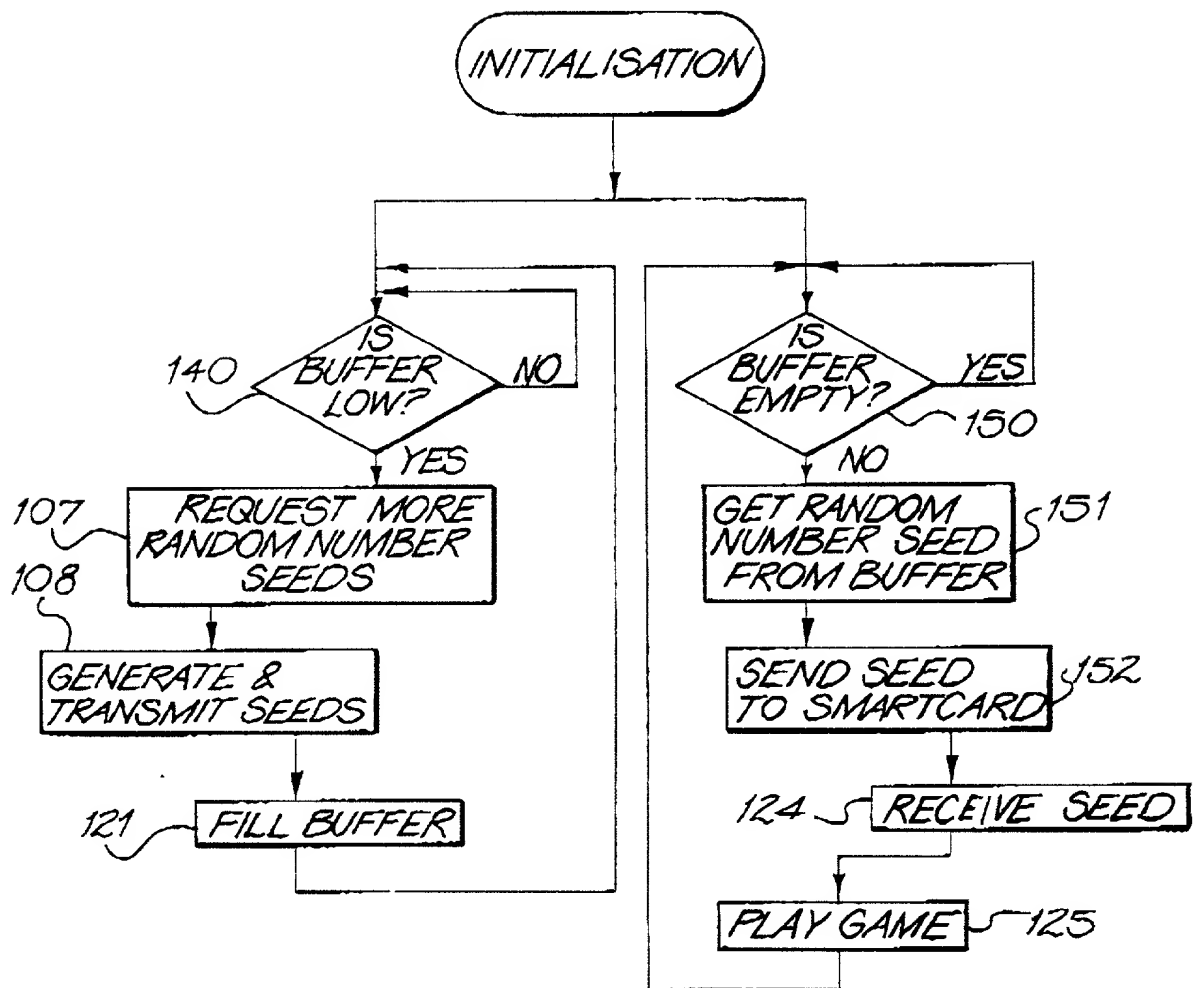 INITIALISATION
IS
BUFFER
LOW?
140
NO
YES
REQUEST MORE
RANDOM NUMBER
SEEDS
107
108
GENERATE &
TRANSMIT SEEDS
121
FILL BUFFER
IS
BUFFER
EMPTY?
YES
150
NO
GET RANDOM
NUMBER SEED
FROM BUFFER
151
SEND SEED
TO SMARTCARD
152
124
RECEIVE SEED
PLAY GAME
125